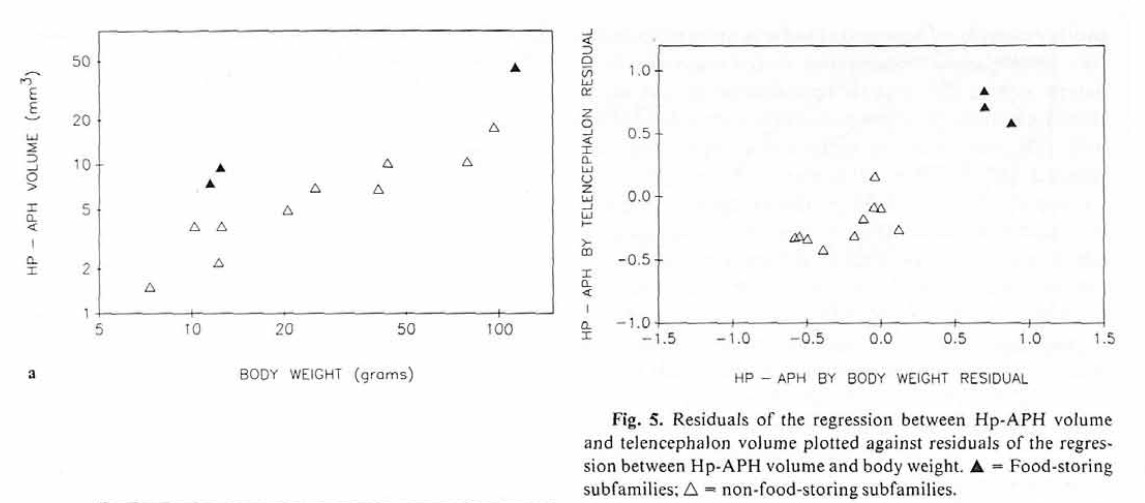 50
20
10
5
2
1
HP – APH VOLUME (mm3)
5 10 20 50 100
BODY WEIGHT (grams)
a
1.0
0.5
0.0
−0.5
−1.0
HP – APH BY TELENCEPHALON RESIDUAL
−1.5 −1.0 −0.5 0.0 0.5 1.0 1.5
HP – APH BY BODY WEIGHT RESIDUAL
Fig. 5. Residuals of the regression between Hp-APH volume
and telencephalon volume plotted against residuals of the regres-
sion between Hp-APH volume and body weight. ▲ = Food-storing
subfamilies; △ = non-food-storing subfamilies.